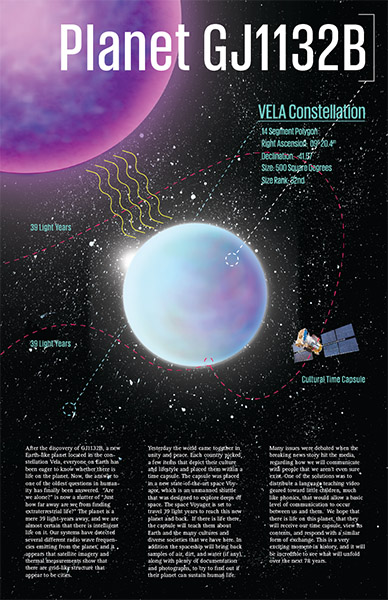 Planet GJ1132B
VELA Constellation
14 Segment Polygon
Right Ascension: 09h 20.4m
Declination: -41.57
Size: 500 Square Degrees
Size Rank: 32nd
39 Light Years
39 Light Years
Cultural Time Capsule
After the discovery of GJ1132B, a new
Earth-like planet located in the con-
stellation Vela, everyone on Earth has
been eager to know whether there is
life on the planet. Now, the answer to
one of the oldest questions in human-
ity has finally been answered. "Are
we alone?" is now a matter of "Just
how far away are we from finding
extraterrestrial life?" The planet is a
mere 39 light-years away, and we are
almost certain that there is intelligent
life on it. Our systems have detected
several different radio wave frequen-
cies emitting from the planet, and it
appears that satellite imagery and
thermal measurements show that
there are grid-like structure that
appear to be cities.
Yesterday the world came together in
unity and peace. Each country picked
a few items that depict their culture
and lifestyle and placed them within a
time capsule. The capsule was placed
in a new state-of-the-art space Voy-
ager, which is an unmanned shuttle
that was designed to explore deeps off
space. The space Voyager is set to
travel 39 light years to reach this new
planet and back. If there is life there,
the capsule will teach them about
Earth and the many cultures and
diverse societies that we have here. In
addition the spaceship will bring back
samples of air, dirt, and water (if any),
along with plenty of documentation
and photographs, to try to find out if
their planet can sustain human life.
Many issues were debated when the
breaking news story hit the media,
regarding how we will communicate
with people that we aren't even sure
exist. One of the solutions was to
distribute a language teaching video
geared toward little children, much
like phonics, that would allow a basic
level of communication to occur
between us and them. We hope that
there is life on this planet, that they
will receive our time capsule, view its
contents, and respond with a similar
form of exchange. This is a very
exciting moment in history, and it will
be incredible to see what will unfold
over the next 78 years.